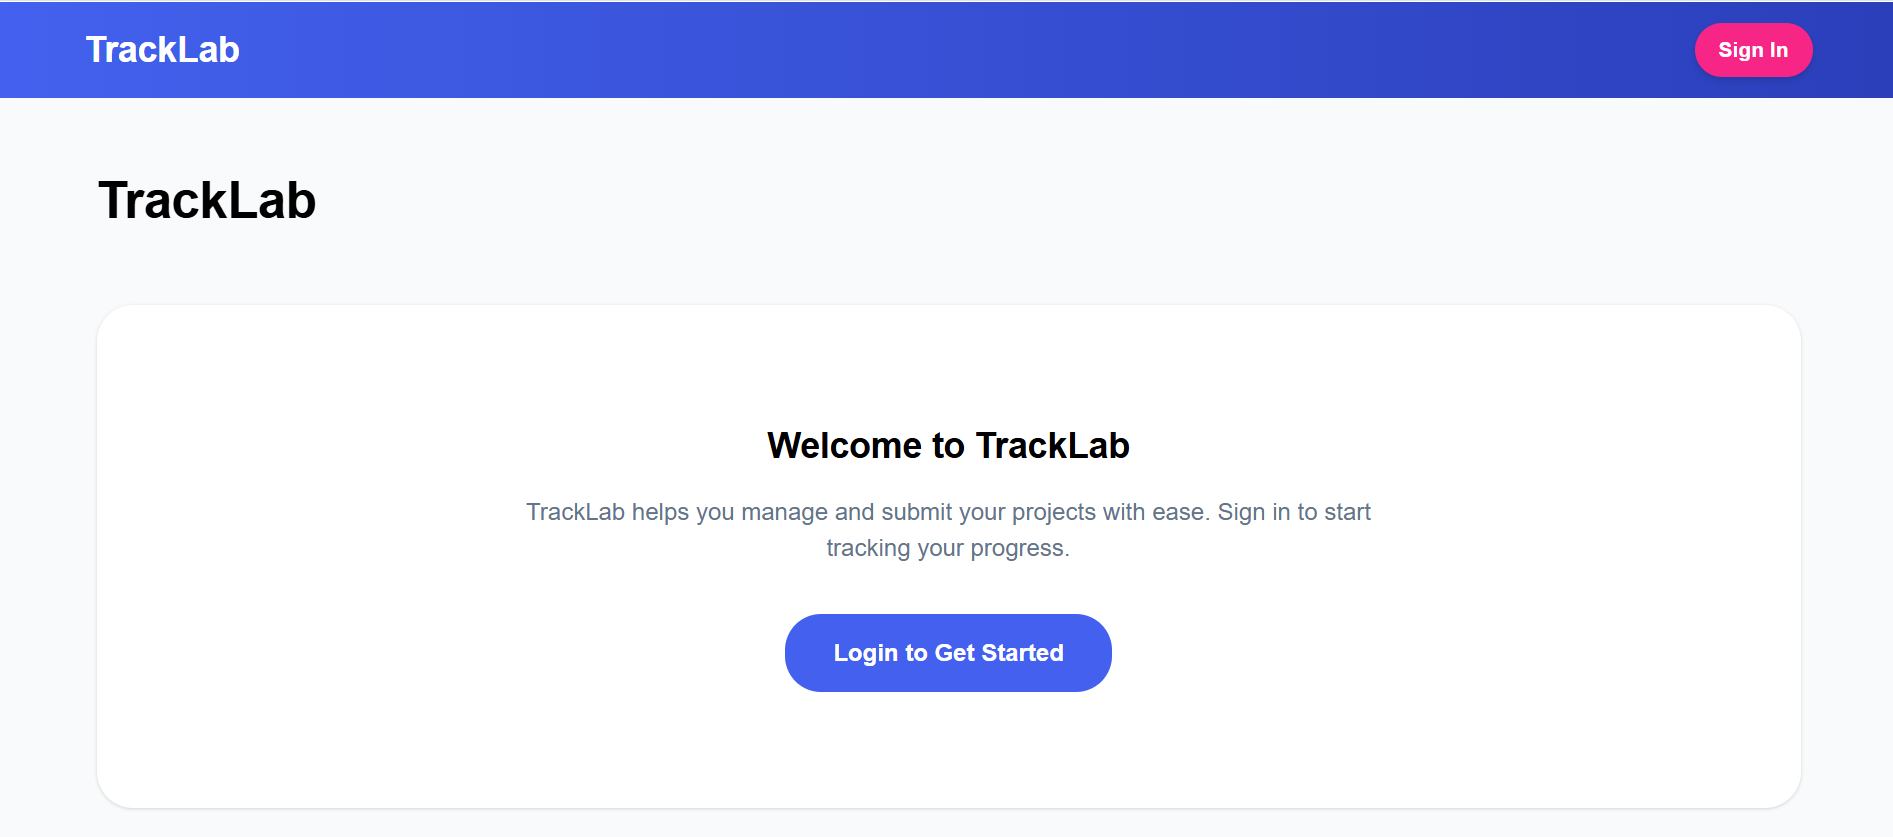 TrackLab
Sign In
TrackLab
Welcome to TrackLab
TrackLab helps you manage and submit your projects with ease. Sign in to start
tracking your progress.
Login to Get Started